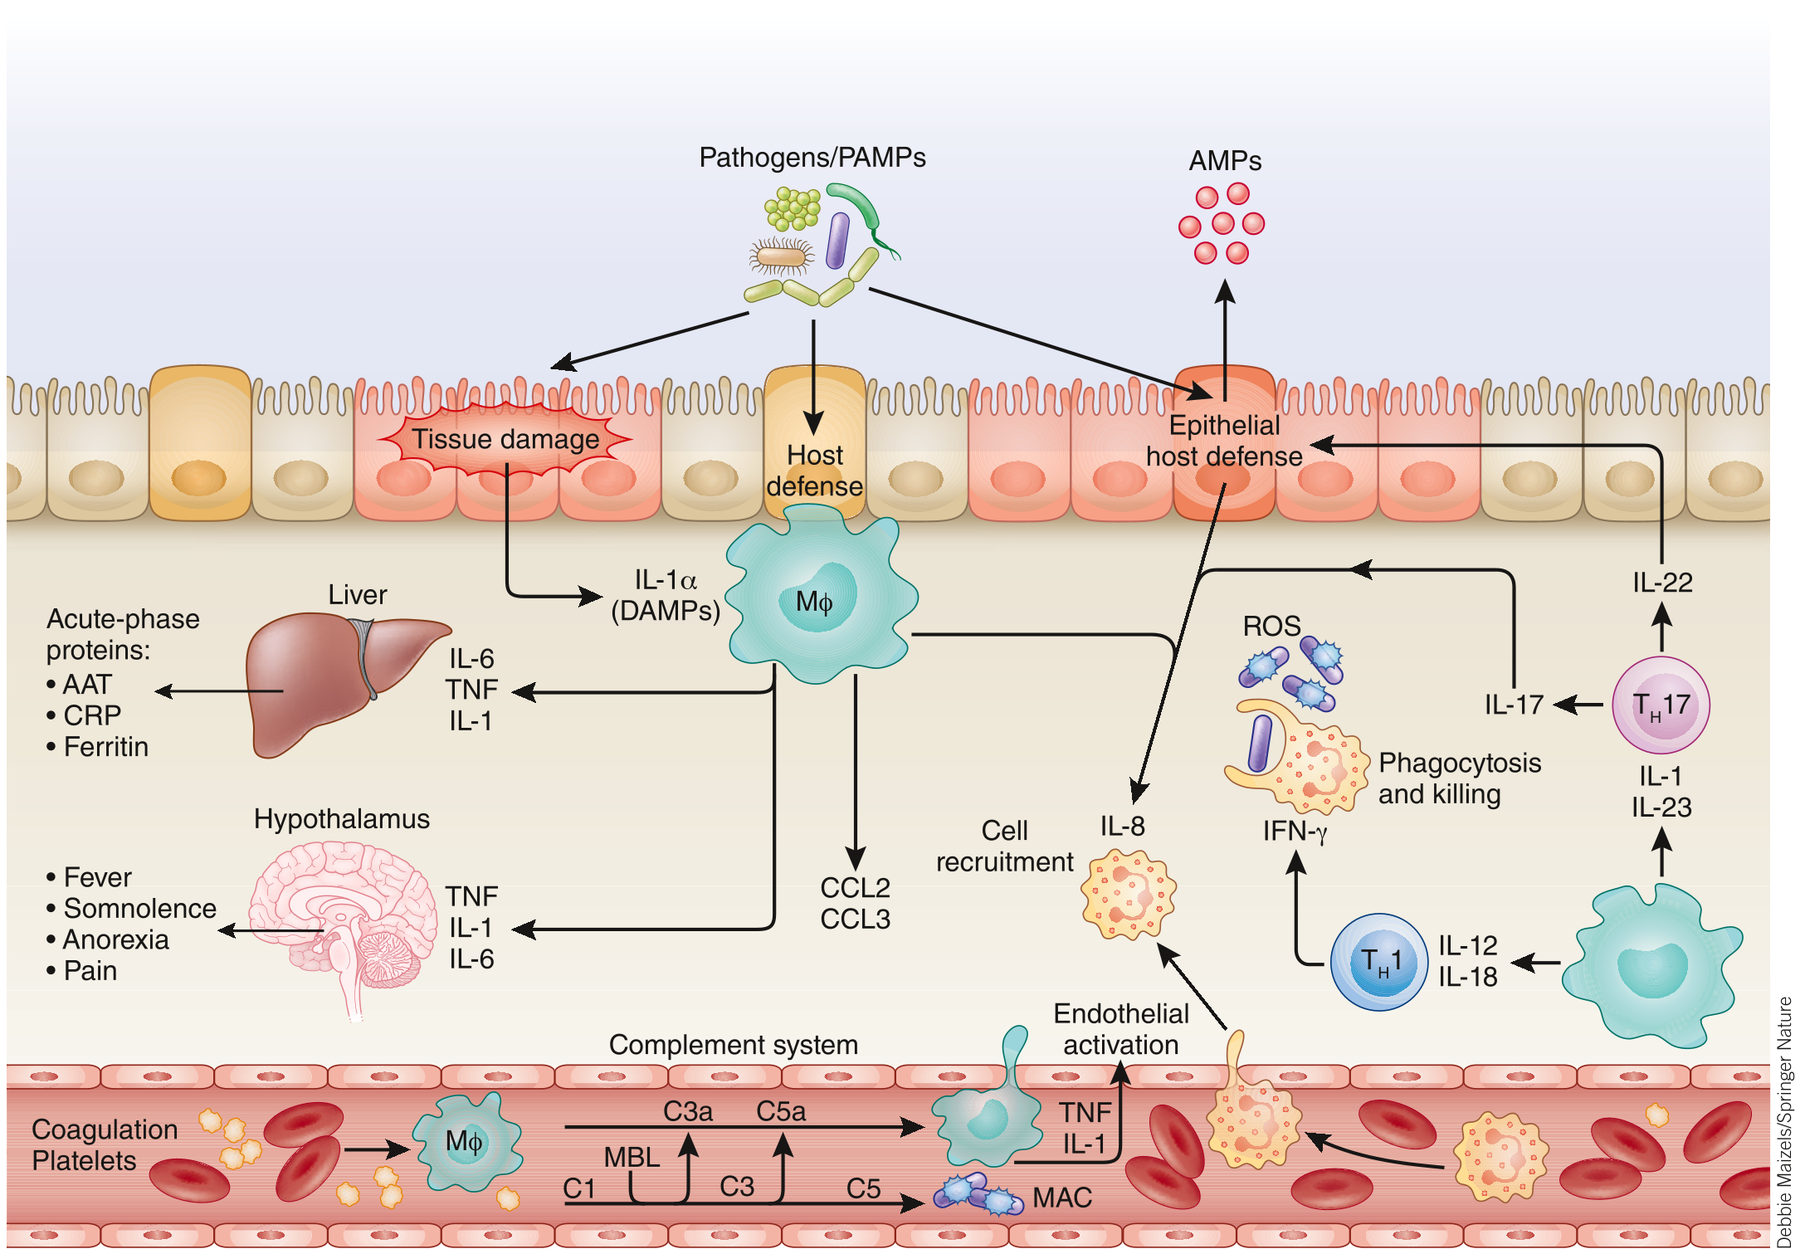 Pathogens/PAMPs
AMPs
Tissue damage
Host
defense
Epithelial
host defense
IL-1α
(DAMPs)
Mϕ
IL-22
Liver
Acute-phase
proteins:
• AAT
• CRP
• Ferritin
IL-6
TNF
IL-1
ROS
IL-17
TH17
Phagocytosis
and killing
IL-1
IL-23
Hypothalamus
• Fever
• Somnolence
• Anorexia
• Pain
TNF
IL-1
IL-6
CCL2
CCL3
Cell
recruitment
IL-8
IFN-γ
TH1
IL-12
IL-18
Complement system
Endothelial
activation
Coagulation
Platelets
Mϕ
C3a
C5a
MBL
C1
C3
C5
TNF
IL-1
MAC
Debbie Maizels/Springer Nature